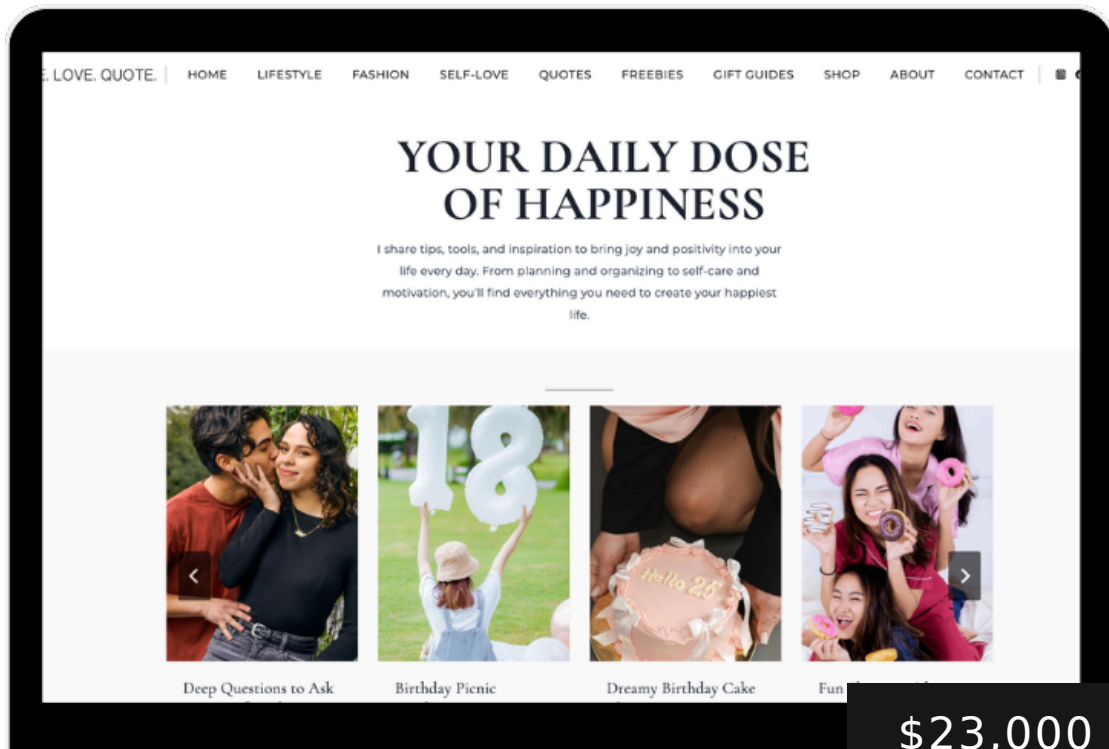 . LOVE. QUOTE. HOME LIFESTYLE FASHION SELF-LOVE QUOTES FREEBIES GIFT GUIDES SHOP ABOUT CONTACT
YOUR DAILY DOSE
OF HAPPINESS
I share tips, tools, and inspiration to bring joy and positivity into your
life every day. From planning and organizing to self-care and
motivation, you'll find everything you need to create your happiest
life.
18
Hello 25
Deep Questions to Ask
Birthday Picnic
Dreamy Birthday Cake
Fun
$23,000